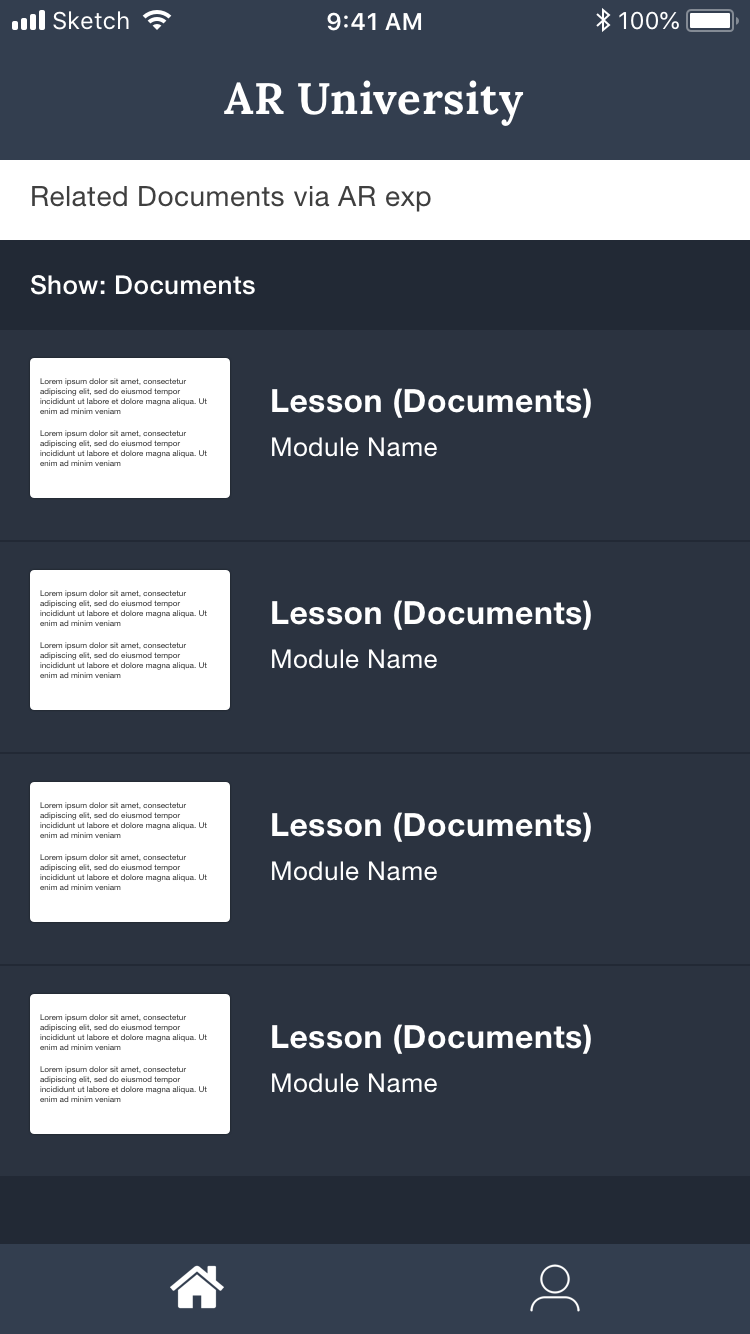 Sketch 9:41 AM 100%
AR University
Related Documents via AR exp
Show: Documents
Lorem ipsum dolor sit amet, consectetur
adipiscing elit, sed do eiusmod tempor
incididunt ut labore et dolore magna aliqua. Ut
enim ad minim veniam
Lorem ipsum dolor sit amet, consectetur
adipiscing elit, sed do eiusmod tempor
incididunt ut labore et dolore magna aliqua. Ut
enim ad minim veniam
Lesson (Documents)
Module Name
Lorem ipsum dolor sit amet, consectetur
adipiscing elit, sed do eiusmod tempor
incididunt ut labore et dolore magna aliqua. Ut
enim ad minim veniam
Lorem ipsum dolor sit amet, consectetur
adipiscing elit, sed do eiusmod tempor
incididunt ut labore et dolore magna aliqua. Ut
enim ad minim veniam
Lesson (Documents)
Module Name
Lorem ipsum dolor sit amet, consectetur
adipiscing elit, sed do eiusmod tempor
incididunt ut labore et dolore magna aliqua. Ut
enim ad minim veniam
Lorem ipsum dolor sit amet, consectetur
adipiscing elit, sed do eiusmod tempor
incididunt ut labore et dolore magna aliqua. Ut
enim ad minim veniam
Lesson (Documents)
Module Name
Lorem ipsum dolor sit amet, consectetur
adipiscing elit, sed do eiusmod tempor
incididunt ut labore et dolore magna aliqua. Ut
enim ad minim veniam
Lorem ipsum dolor sit amet, consectetur
adipiscing elit, sed do eiusmod tempor
incididunt ut labore et dolore magna aliqua. Ut
enim ad minim veniam
Lesson (Documents)
Module Name